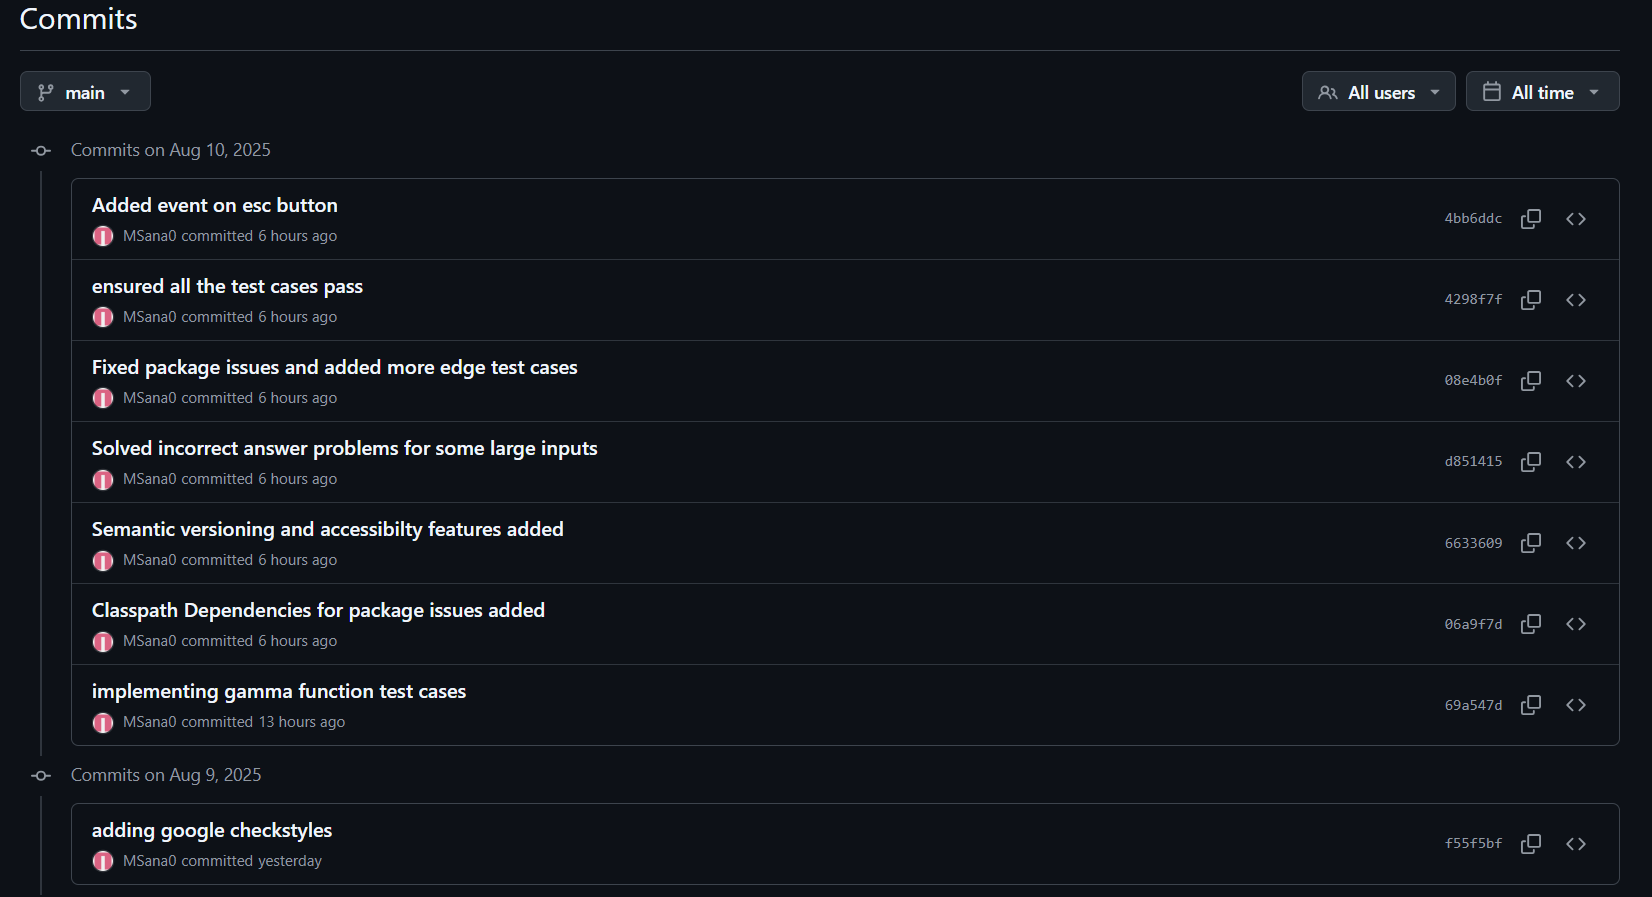 Commits
main
All users
All time
Commits on Aug 10, 2025
Added event on esc button
4bb6ddc
MSana0 committed 6 hours ago
ensured all the test cases pass
4298f7f
MSana0 committed 6 hours ago
Fixed package issues and added more edge test cases
08e4b0f
MSana0 committed 6 hours ago
Solved incorrect answer problems for some large inputs
d851415
MSana0 committed 6 hours ago
Semantic versioning and accessibilty features added
6633609
MSana0 committed 6 hours ago
Classpath Dependencies for package issues added
06a9f7d
MSana0 committed 6 hours ago
implementing gamma function test cases
69a547d
MSana0 committed 13 hours ago
Commits on Aug 9, 2025
adding google checkstyles
f55f5bf
MSana0 committed yesterday